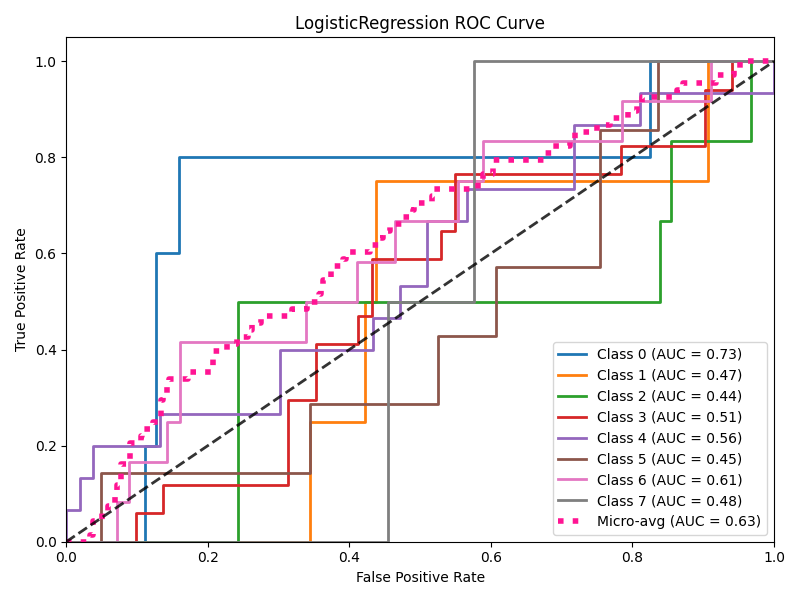 LogisticRegression ROC Curve
True Positive Rate
1.0
0.8
0.6
0.4
0.2
0.0
Class 0 (AUC = 0.73)
Class 1 (AUC = 0.47)
Class 2 (AUC = 0.44)
Class 3 (AUC = 0.51)
Class 4 (AUC = 0.56)
Class 5 (AUC = 0.45)
Class 6 (AUC = 0.61)
Class 7 (AUC = 0.48)
Micro-avg (AUC = 0.63)
0.0 0.2 0.4 0.6 0.8 1.0
False Positive Rate